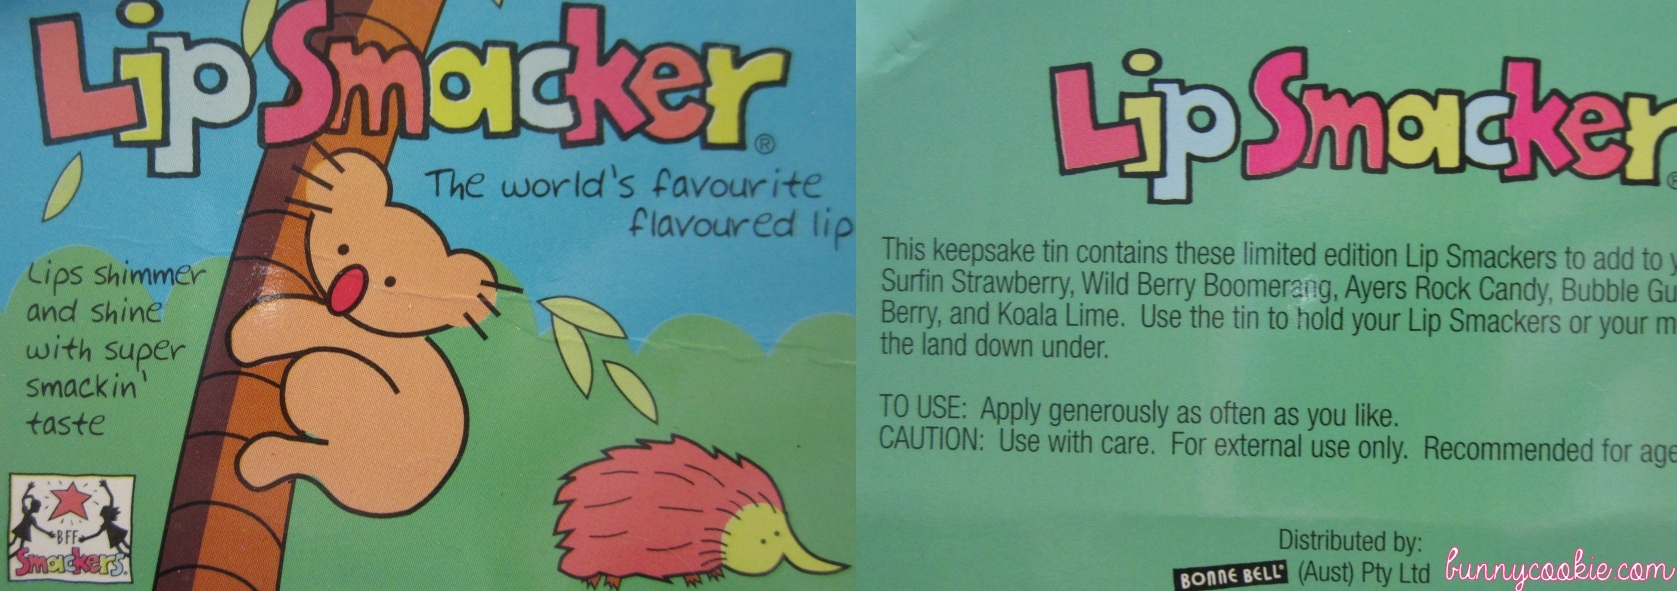 Lip Smacker®
The world's favourite
flavoured lip
Lips shimmer
and shine
with super
smackin'
taste
BFF
Smackers.
Lip Smacker
This keepsake tin contains these limited edition Lip Smackers to add to
Surfin Strawberry, Wild Berry Boomerang, Ayers Rock Candy, Bubble Gu
Berry, and Koala Lime. Use the tin to hold your Lip Smackers or your m
the land down under.
TO USE: Apply generously as often as you like.
CAUTION: Use with care. For external use only. Recommended for age
Distributed by:
BONNE BELL® (Aust) Pty Ltd
bunnycookie.com